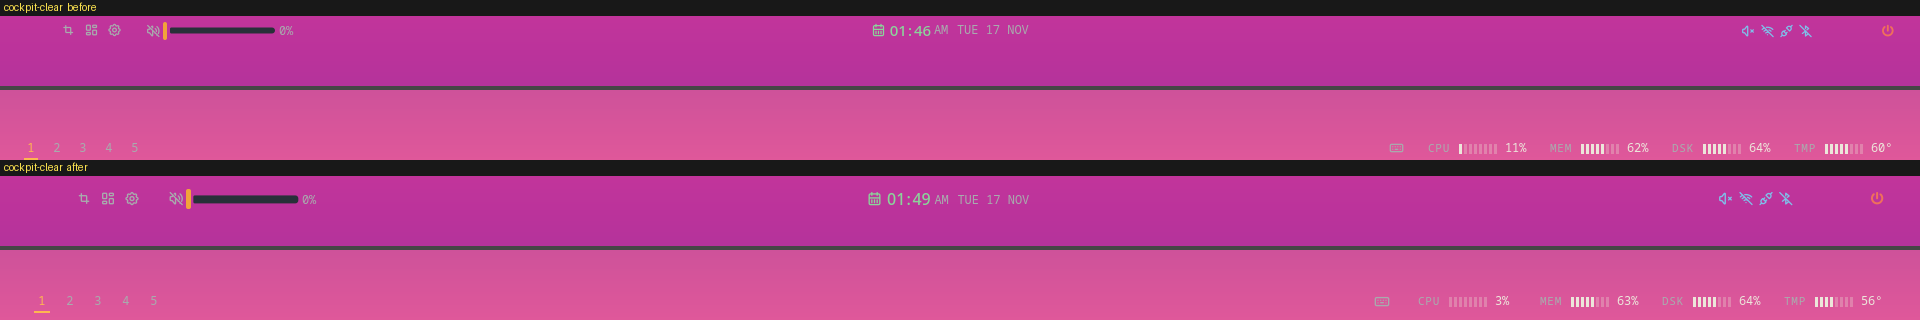 cockpit-clear before
0% 01:46 AM TUE 17 NOV
1 2 3 4 5 CPU 11% MEM 62% DSK 64% TMP 60°
cockpit-clear after
0% 01:49 AM TUE 17 NOV
1 2 3 4 5 CPU 3% MEM 63% DSK 64% TMP 56°